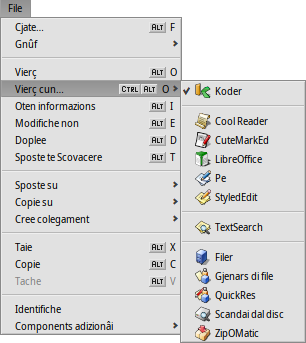 File
Cjate... ALT F
Gnûf
Vierç ALT O
Vierç cun... CTRL ALT O
Oten informazions ALT I
Modifiche non ALT E
Doplee ALT D
Sposte te Scovacere ALT T
Sposte su
Copie su
Cree colegament
Taie ALT X
Copie ALT C
Tache ALT V
Identifiche
Components adizionâi
Koder
Cool Reader
CuteMarkEd
LibreOffice
Pe
StyledEdit
TextSearch
Filer
Gjenars di file
QuickRes
Scandai dal disc
ZipOMatic